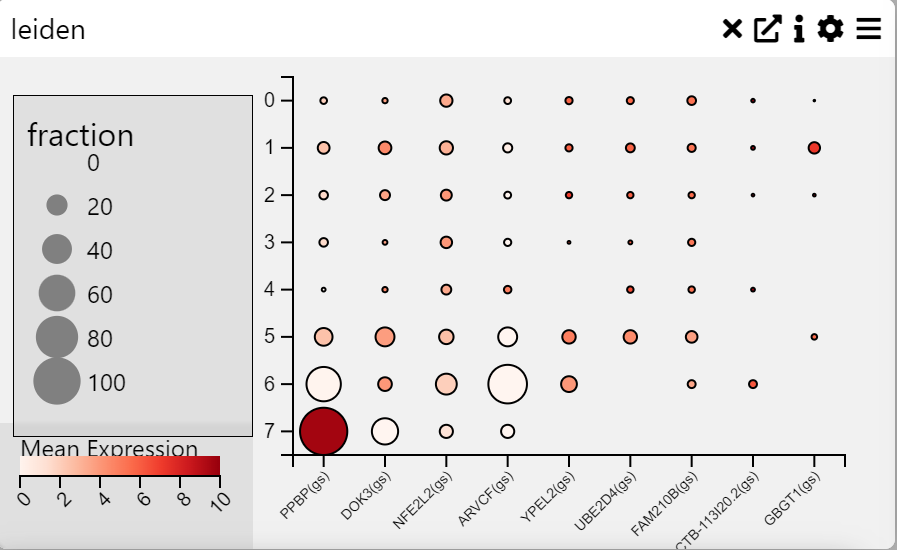 leiden
fraction
0
20
40
60
80
100
Mean Expression
0 2 4 6 8 10
0
1
2
3
4
5
6
7
PPBP(gs) DOK3(gs) NFE2L2(gs) ARVCF(gs) YPEL2(gs) UBE2D4(gs) FAM210B(gs) CTB-113I20.2(gs) GBGT1(gs)